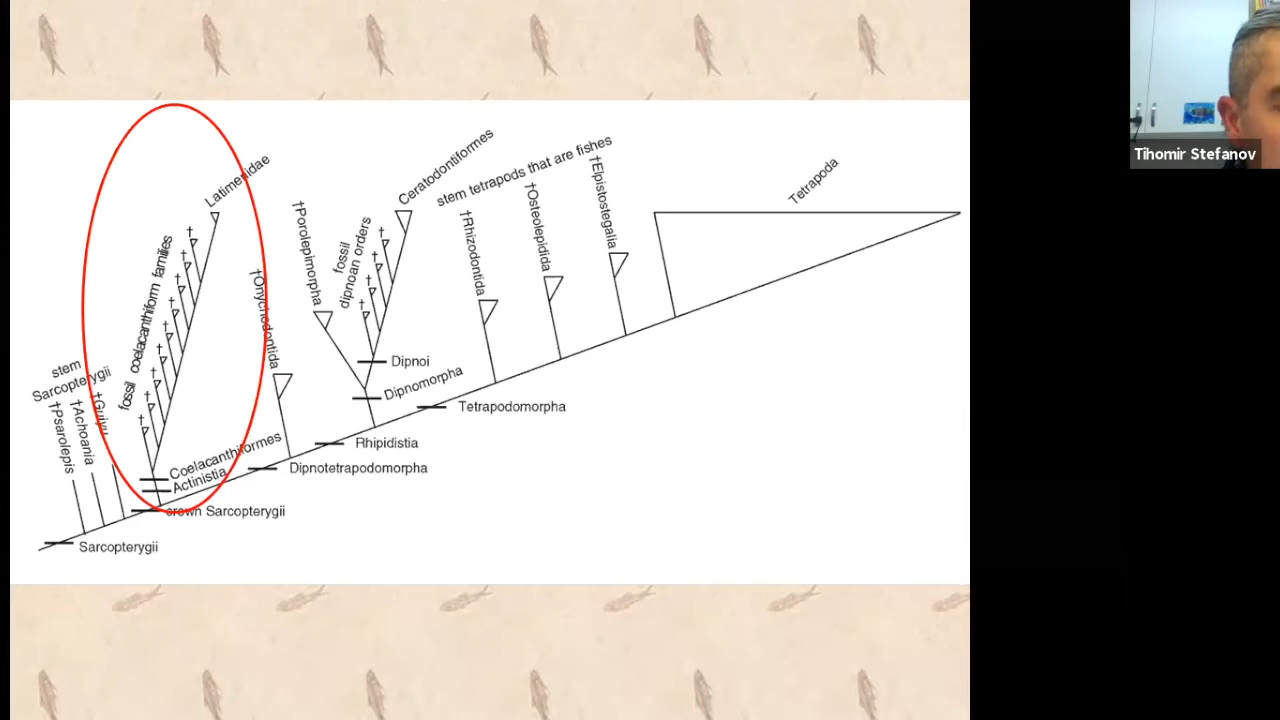 Tihomir Stefanov
Latimeriidae
Ceratodontiformes
stem tetrapods that are fishes
Tetrapoda
†Elpistostegalia
†Osteolepidida
†Rhizodontida
†Porolepimorpha
fossil
dipnoan orders
fossil coelacanthiform families
†Onychodontida
stem
Sarcopterygii
†Psarolepis
†Achoania
†Guiyu
† † † † † † † † †
† † † †
Dipnoi
Dipnomorpha
Tetrapodomorpha
Coelacanthiformes
Actinistia
Rhipidistia
Dipnotetrapodomorpha
crown Sarcopterygii
Sarcopterygii